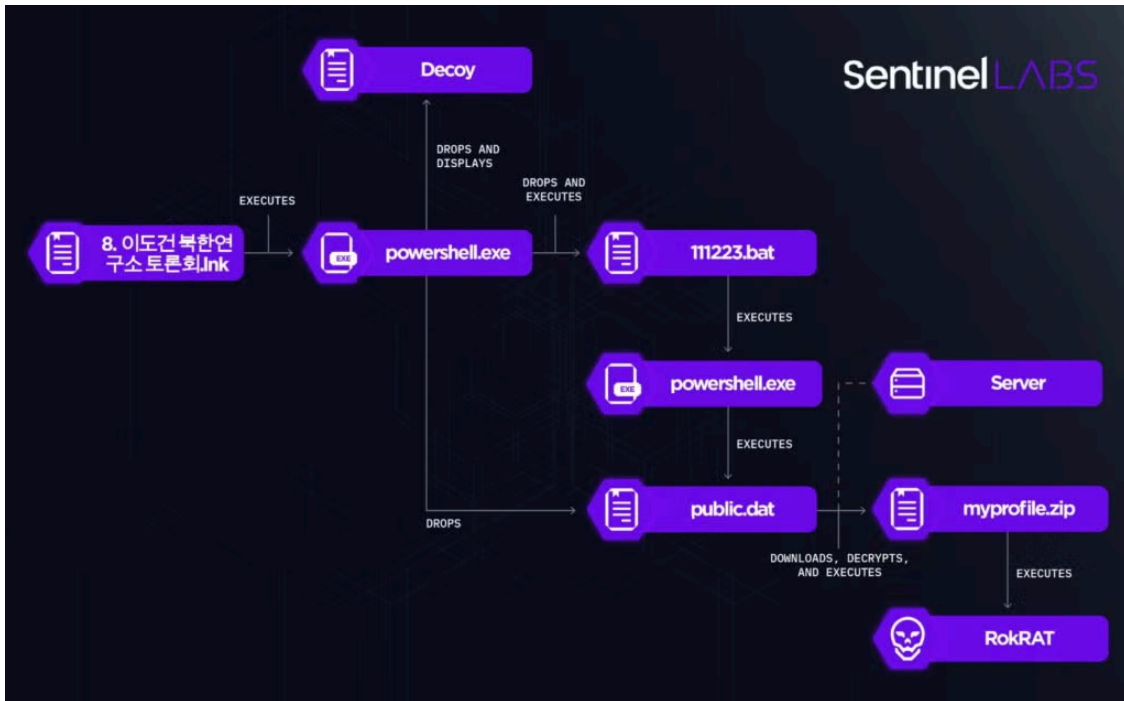 Decoy
SentinelLABS
DROPS AND
DISPLAYS
DROPS AND
EXECUTES
EXECUTES
8. 이도건 북한연
구소 토론회.lnk
EXE
powershell.exe
111223.bat
EXECUTES
EXE
powershell.exe
Server
EXECUTES
public.dat
myprofile.zip
DROPS
DOWNLOADS, DECRYPTS,
AND EXECUTES
EXECUTES
RokRAT